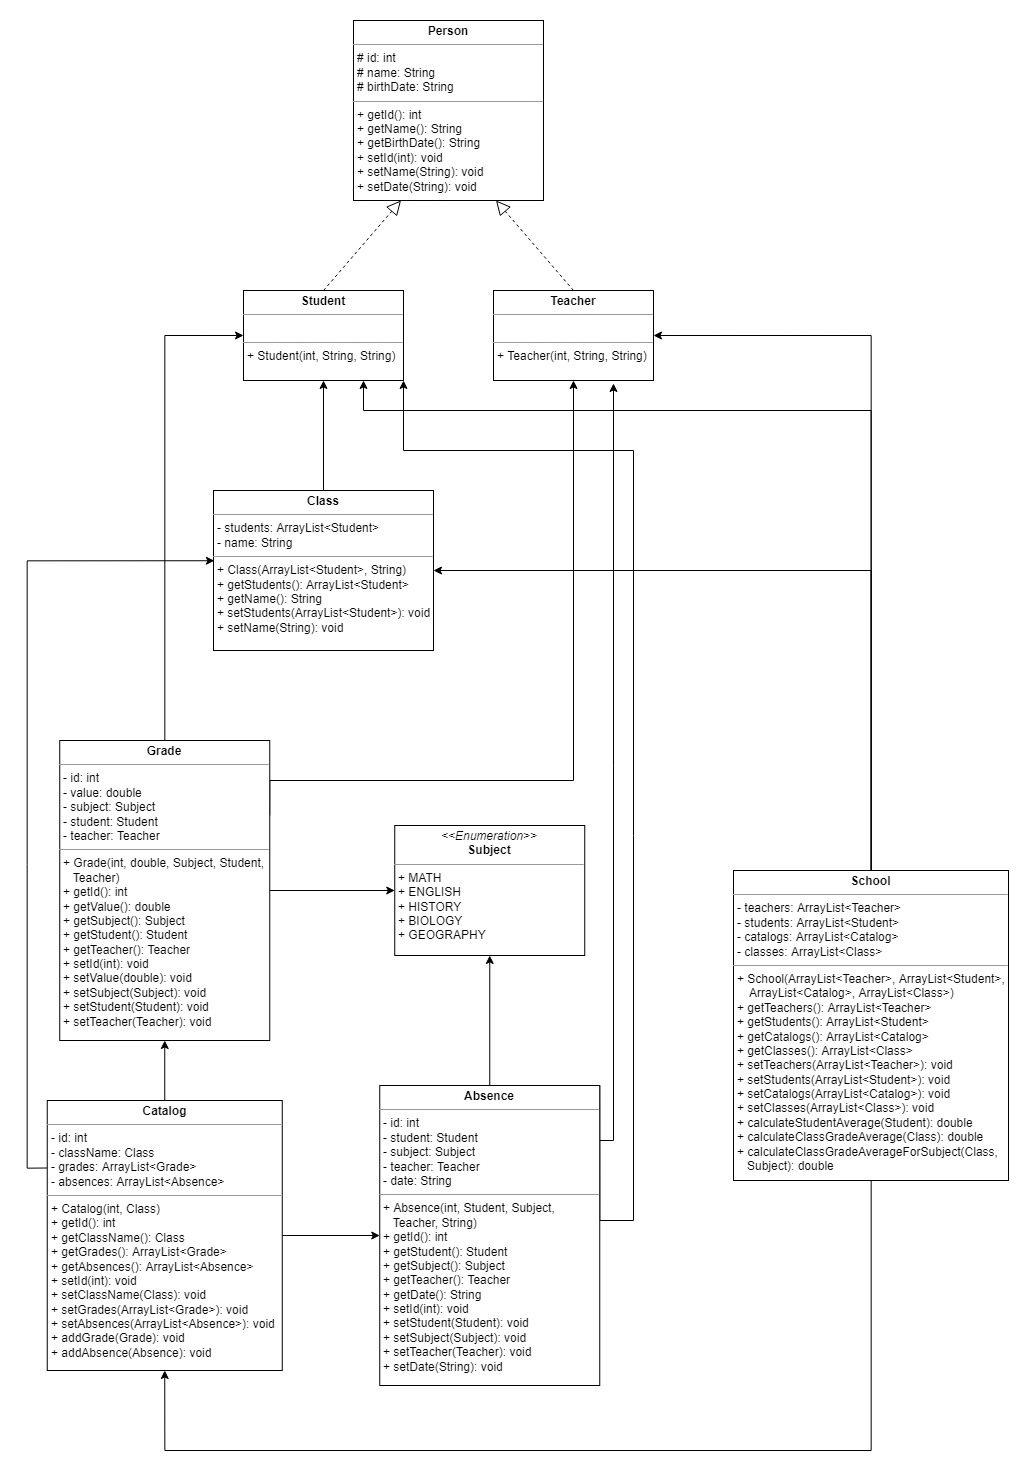 Person
# id: int
# name: String
# birthDate: String
+ getId(): int
+ getName(): String
+ getBirthDate(): String
+ setId(int): void
+ setName(String): void
+ setDate(String): void
Student
+ Student(int, String, String)
Teacher
+ Teacher(int, String, String)
Class
- students: ArrayList<Student>
- name: String
+ Class(ArrayList<Student>, String)
+ getStudents(): ArrayList<Student>
+ getName(): String
+ setStudents(ArrayList<Student>): void
+ setName(String): void
Grade
- id: int
- value: double
- subject: Subject
- student: Student
- teacher: Teacher
+ Grade(int, double, Subject, Student,
Teacher)
+ getId(): int
+ getValue(): double
+ getSubject(): Subject
+ getStudent(): Student
+ getTeacher(): Teacher
+ setId(int): void
+ setValue(double): void
+ setSubject(Subject): void
+ setStudent(Student): void
+ setTeacher(Teacher): void
<<Enumeration>>
Subject
+ MATH
+ ENGLISH
+ HISTORY
+ BIOLOGY
+ GEOGRAPHY
School
- teachers: ArrayList<Teacher>
- students: ArrayList<Student>
- catalogs: ArrayList<Catalog>
- classes: ArrayList<Class>
+ School(ArrayList<Teacher>, ArrayList<Student>,
ArrayList<Catalog>, ArrayList<Class>)
+ getTeachers(): ArrayList<Teacher>
+ getStudents(): ArrayList<Student>
+ getCatalogs(): ArrayList<Catalog>
+ getClasses(): ArrayList<Class>
+ setTeachers(ArrayList<Teacher>): void
+ setStudents(ArrayList<Student>): void
+ setCatalogs(ArrayList<Catalog>): void
+ setClasses(ArrayList<Class>): void
+ calculateStudentAverage(Student): double
+ calculateClassGradeAverage(Class): double
+ calculateClassGradeAverageForSubject(Class,
Subject): double
Catalog
- id: int
- className: Class
- grades: ArrayList<Grade>
- absences: ArrayList<Absence>
+ Catalog(int, Class)
+ getId(): int
+ getClassName(): Class
+ getGrades(): ArrayList<Grade>
+ getAbsences(): ArrayList<Absence>
+ setId(int): void
+ setClassName(Class): void
+ setGrades(ArrayList<Grade>): void
+ setAbsences(ArrayList<Absence>): void
+ addGrade(Grade): void
+ addAbsence(Absence): void
Absence
- id: int
- student: Student
- subject: Subject
- teacher: Teacher
- date: String
+ Absence(int, Student, Subject,
Teacher, String)
+ getId(): int
+ getStudent(): Student
+ getSubject(): Subject
+ getTeacher(): Teacher
+ getDate(): String
+ setId(int): void
+ setStudent(Student): void
+ setSubject(Subject): void
+ setTeacher(Teacher): void
+ setDate(String): void